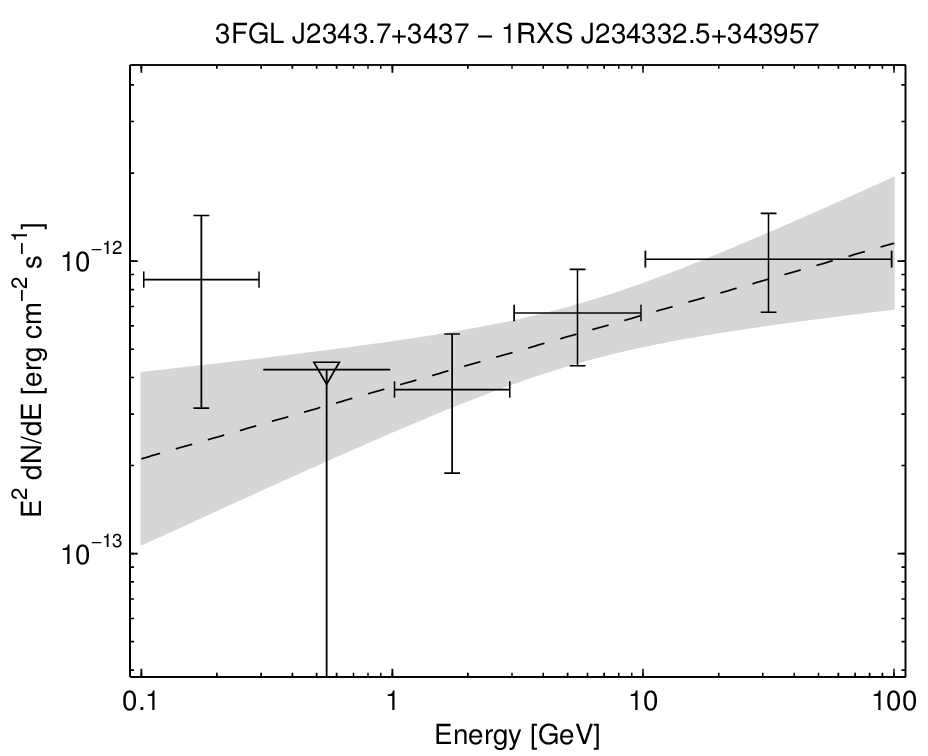 3FGL J2343.7+3437 − 1RXS J234332.5+343957
E² dN/dE [erg cm⁻² s⁻¹]
10⁻¹²
10⁻¹³
0.1 1 10 100
Energy [GeV]